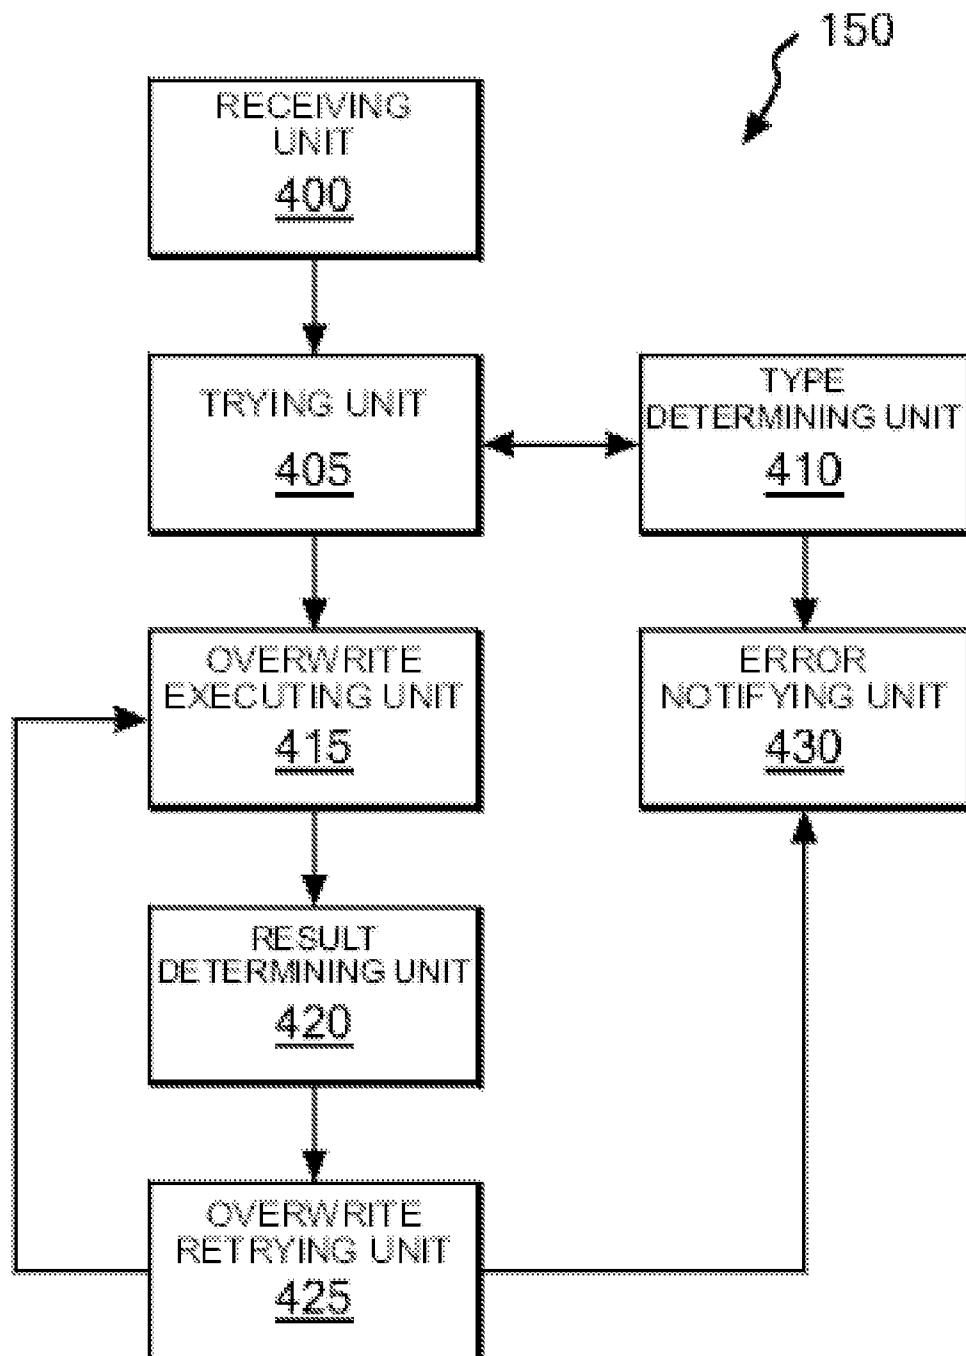 150
RECEIVING
UNIT
400
TRYING UNIT
405
TYPE
DETERMINING UNIT
410
OVERWRITE
EXECUTING UNIT
415
ERROR
NOTIFYING UNIT
430
RESULT
DETERMINING UNIT
420
OVERWRITE
RETRYING UNIT
425